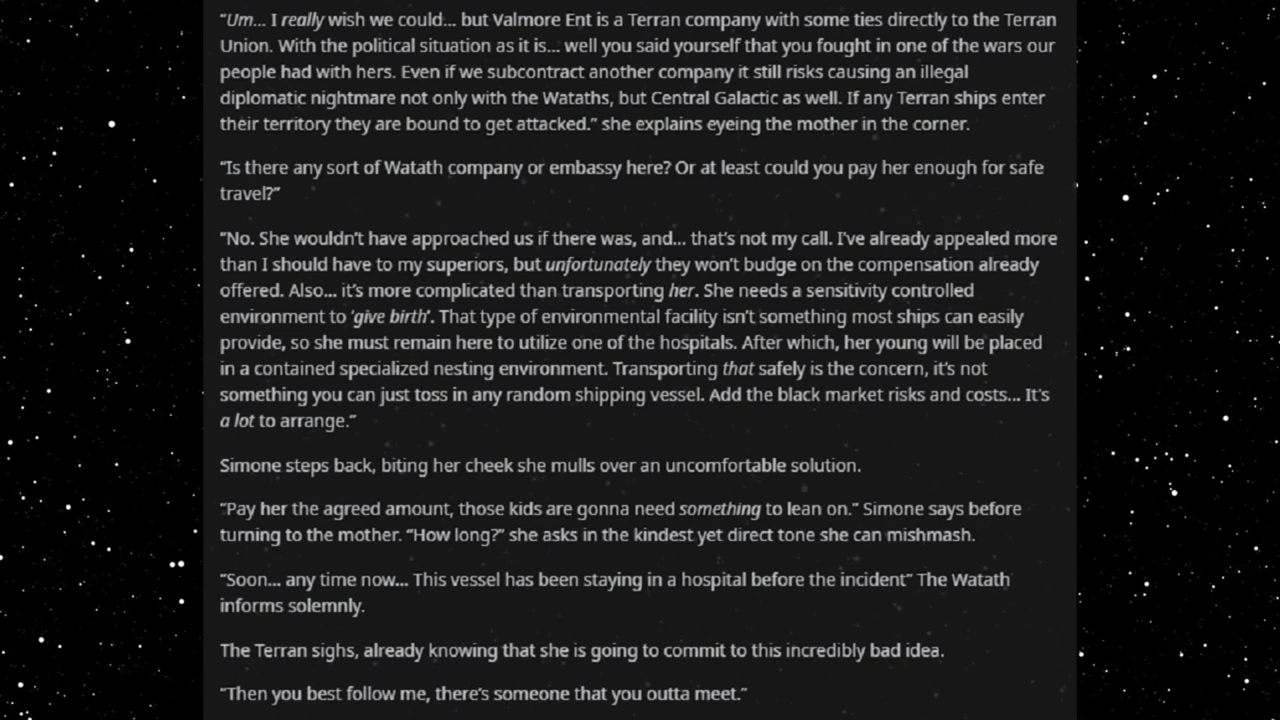 “Um... I really wish we could... but Valmore Ent is a Terran company with some ties directly to the Terran
Union. With the political situation as it is... well you said yourself that you fought in one of the wars our
people had with hers. Even if we subcontract another company it still risks causing an illegal
diplomatic nightmare not only with the Wataths, but Central Galactic as well. If any Terran ships enter
their territory they are bound to get attacked.” she explains eyeing the mother in the corner.
“Is there any sort of Watath company or embassy here? Or at least could you pay her enough for safe
travel?”
“No. She wouldn’t have approached us if there was, and... that’s not my call. I’ve already appealed more
than I should have to my superiors, but unfortunately they won’t budge on the compensation already
offered. Also... it’s more complicated than transporting her. She needs a sensitivity controlled
environment to ‘give birth’. That type of environmental facility isn’t something most ships can easily
provide, so she must remain here to utilize one of the hospitals. After which, her young will be placed
in a contained specialized nesting environment. Transporting that safely is the concern, it’s not
something you can just toss in any random shipping vessel. Add the black market risks and costs... It’s
a lot to arrange.”
Simone steps back, biting her cheek she mulls over an uncomfortable solution.
“Pay her the agreed amount, those kids are gonna need something to lean on.” Simone says before
turning to the mother. “How long?” she asks in the kindest yet direct tone she can mishmash.
“Soon... any time now... This vessel has been staying in a hospital before the incident” The Watath
informs solemnly.
The Terran sighs, already knowing that she is going to commit to this incredibly bad idea.
“Then you best follow me, there’s someone that you outta meet.”